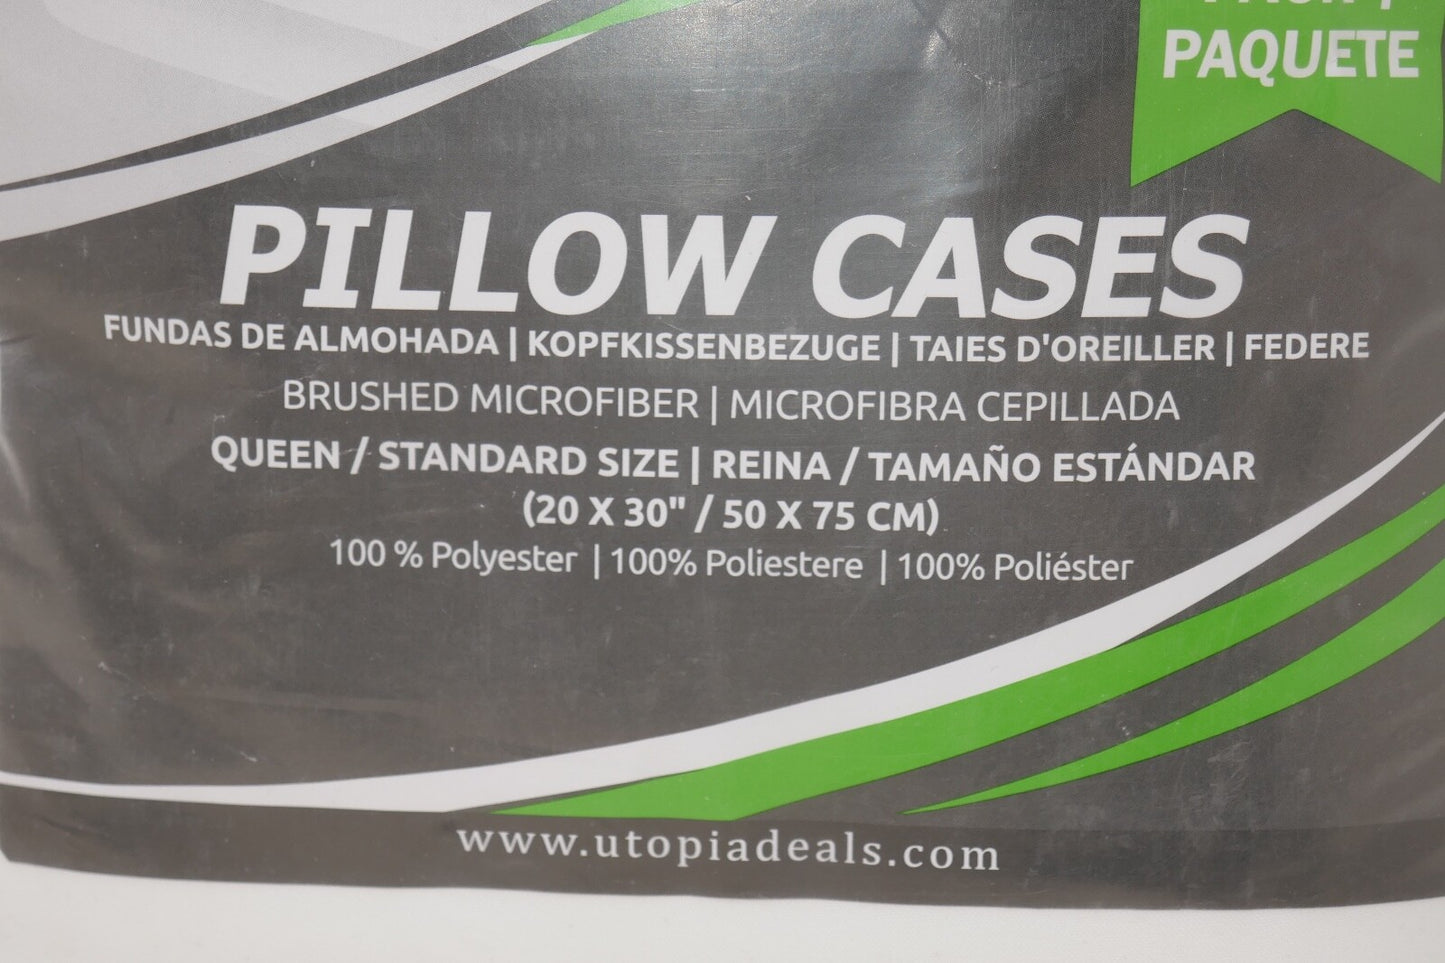 PACK /
PAQUETE
PILLOW CASES
FUNDAS DE ALMOHADA | KOPFKISSENBEZUGE | TAIES D'OREILLER | FEDERE
BRUSHED MICROFIBER | MICROFIBRA CEPILLADA
QUEEN / STANDARD SIZE | REINA / TAMAÑO ESTÁNDAR
(20 X 30" / 50 X 75 CM)
100 % Polyester | 100% Poliestere | 100% Poliéster
www.utopiadeals.com